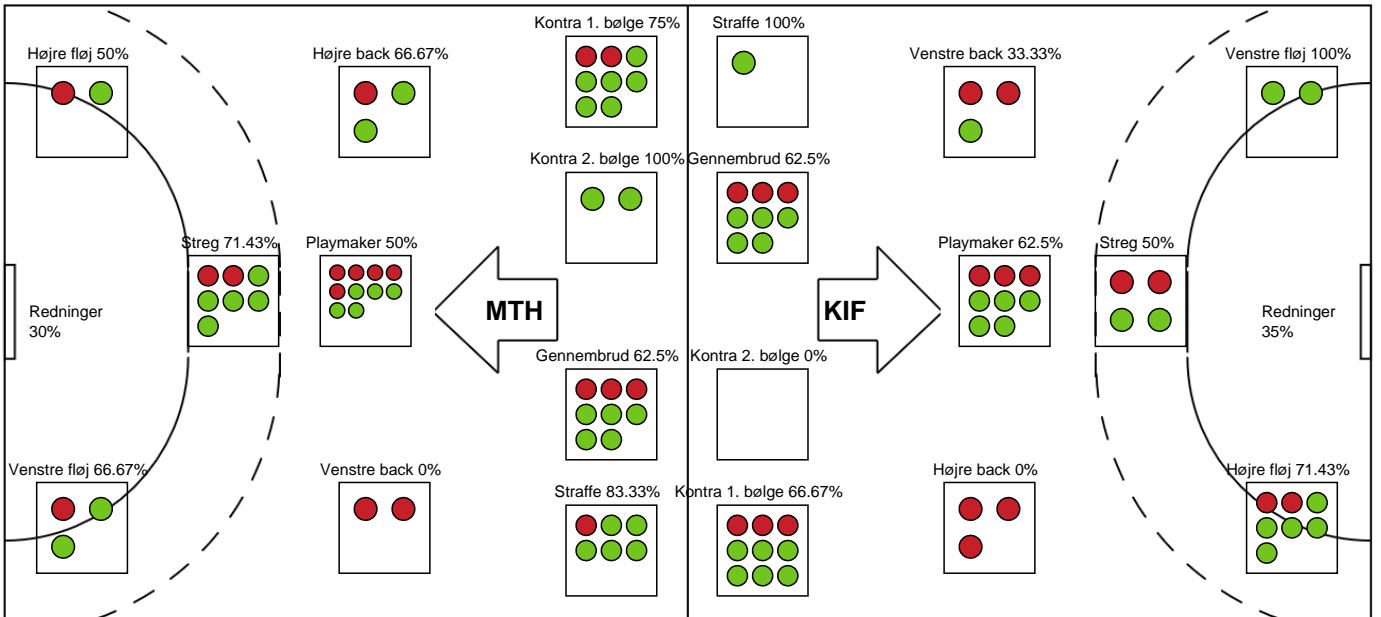 Kontra 1. bølge 75%
Straffe 100%
Højre fløj 50%
Højre back 66.67%
Venstre back 33.33%
Venstre fløj 100%
Kontra 2. bølge 100%
Gennembrud 62.5%
Streg 71.43%
Playmaker 50%
Playmaker 62.5%
Streg 50%
Redninger
30%
MTH
KIF
Redninger
35%
Gennembrud 62.5%
Kontra 2. bølge 0%
Venstre fløj 66.67%
Venstre back 0%
Højre back 0%
Højre fløj 71.43%
Straffe 83.33%
Kontra 1. bølge 66.67%